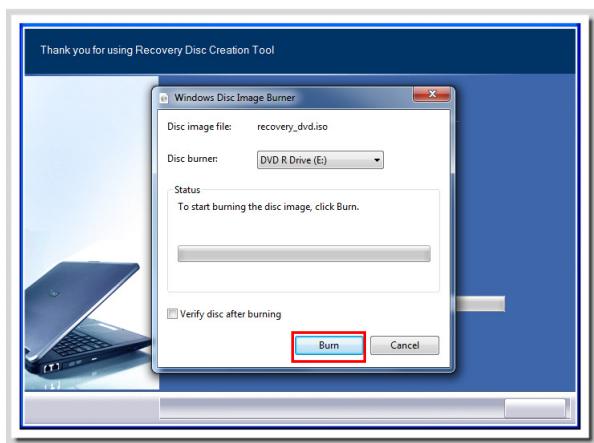 Thank you for using Recovery Disc Creation Tool
Windows Disc Image Burner
Disc image file: recovery_dvd.iso
Disc burner: DVD R Drive (E:)
Status
To start burning the disc image, click Burn.
Verify disc after burning
Burn Cancel